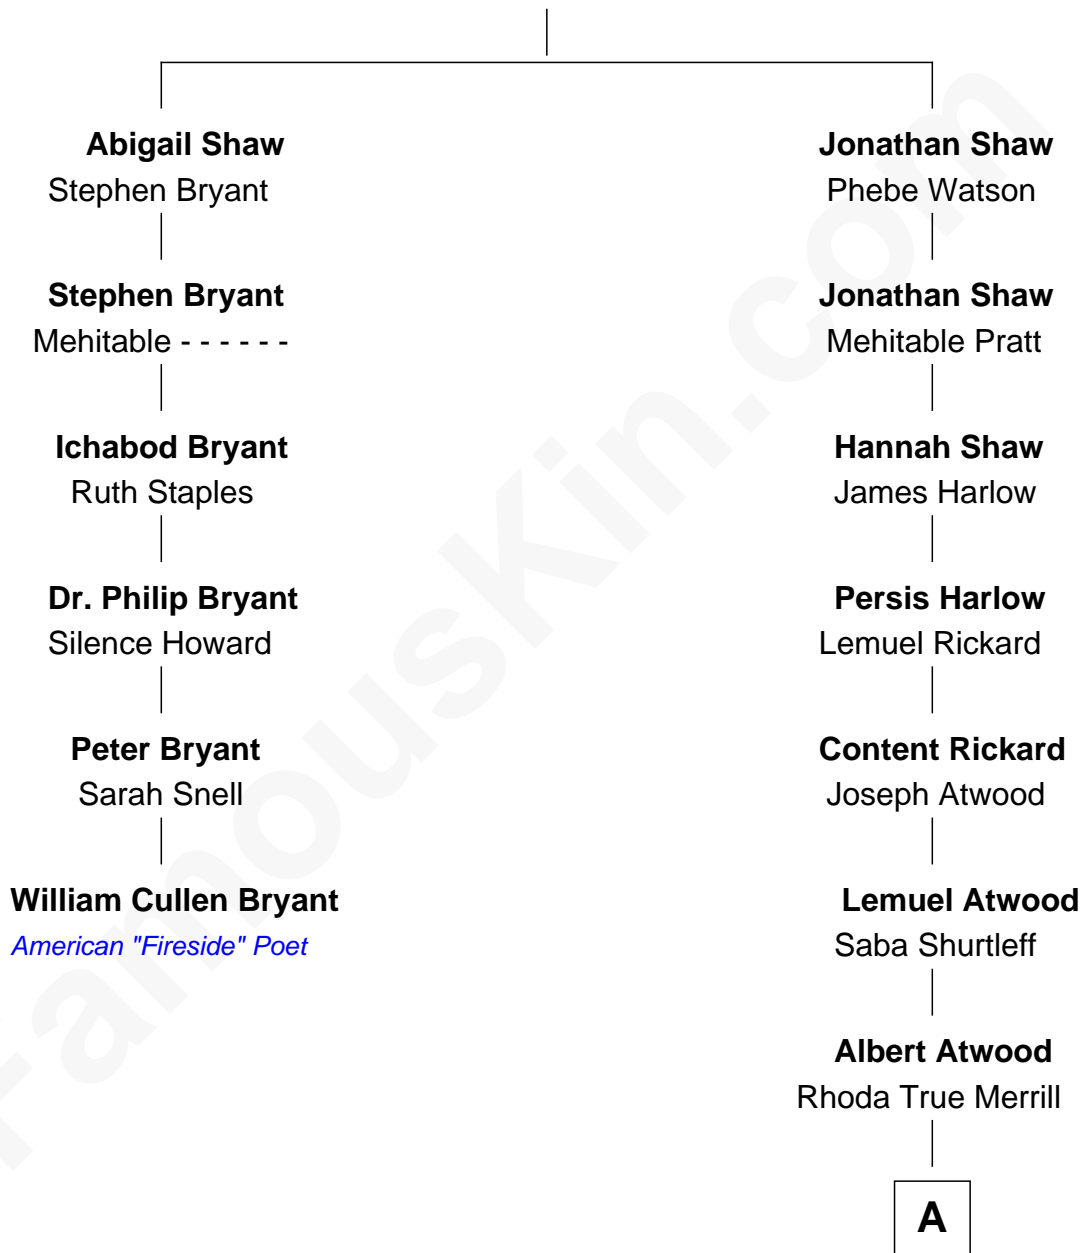 Abigail Shaw
Stephen Bryant
Stephen Bryant
Mehitable - - - - - -
Ichabod Bryant
Ruth Staples
Dr. Philip Bryant
Silence Howard
Peter Bryant
Sarah Snell
William Cullen Bryant
American "Fireside" Poet
Jonathan Shaw
Phebe Watson
Jonathan Shaw
Mehitable Pratt
Hannah Shaw
James Harlow
Persis Harlow
Lemuel Rickard
Content Rickard
Joseph Atwood
Lemuel Atwood
Saba Shurtleff
Albert Atwood
Rhoda True Merrill
A
FamousKin.com